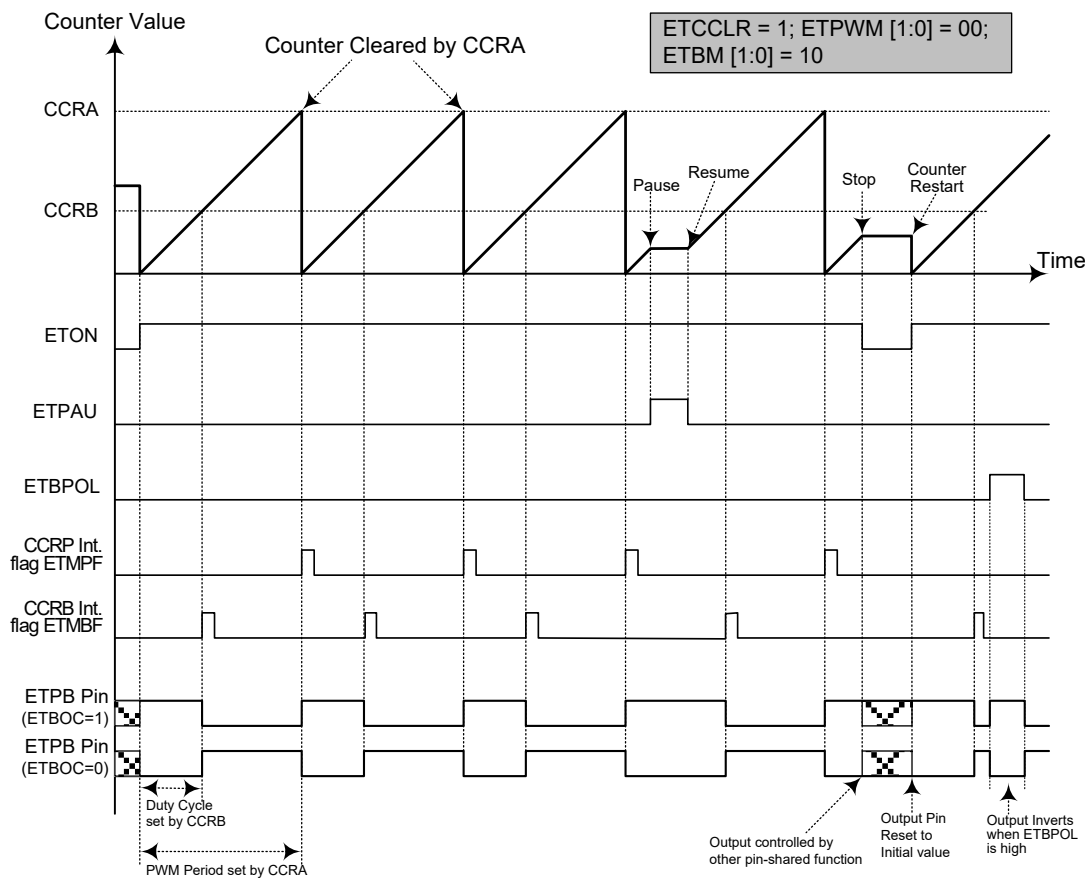 Counter Value
ETCCLR = 1; ETPWM [1:0] = 00;
ETBM [1:0] = 10
Counter Cleared by CCRA
CCRA
CCRB
Pause
Resume
Stop
Counter
Restart
Time
ETON
ETPAU
ETBPOL
CCRP Int.
flag ETMPF
CCRB Int.
flag ETMBF
ETPB Pin
(ETBOC=1)
ETPB Pin
(ETBOC=0)
Duty Cycle
set by CCRB
PWM Period set by CCRA
Output controlled by
other pin-shared function
Output Pin
Reset to
Initial value
Output Inverts
when ETBPOL
is high